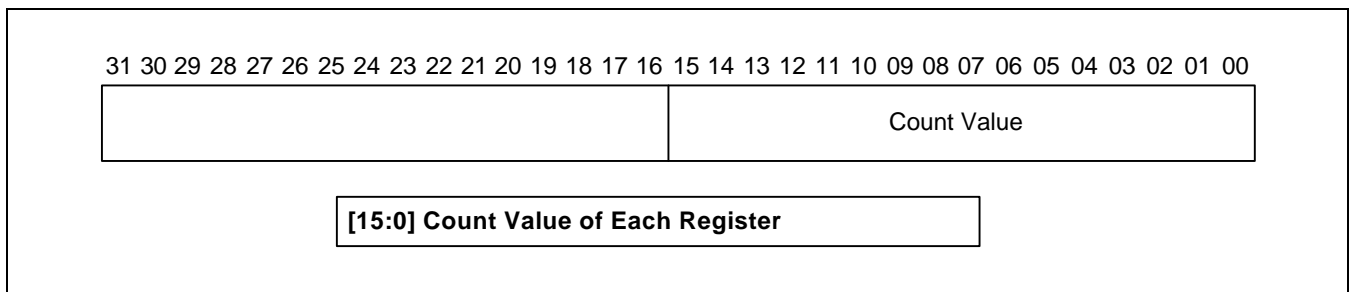 31 30 29 28 27 26 25 24 23 22 21 20 19 18 17 16 15 14 13 12 11 10 09 08 07 06 05 04 03 02 01 00
Count Value
[15:0] Count Value of Each Register